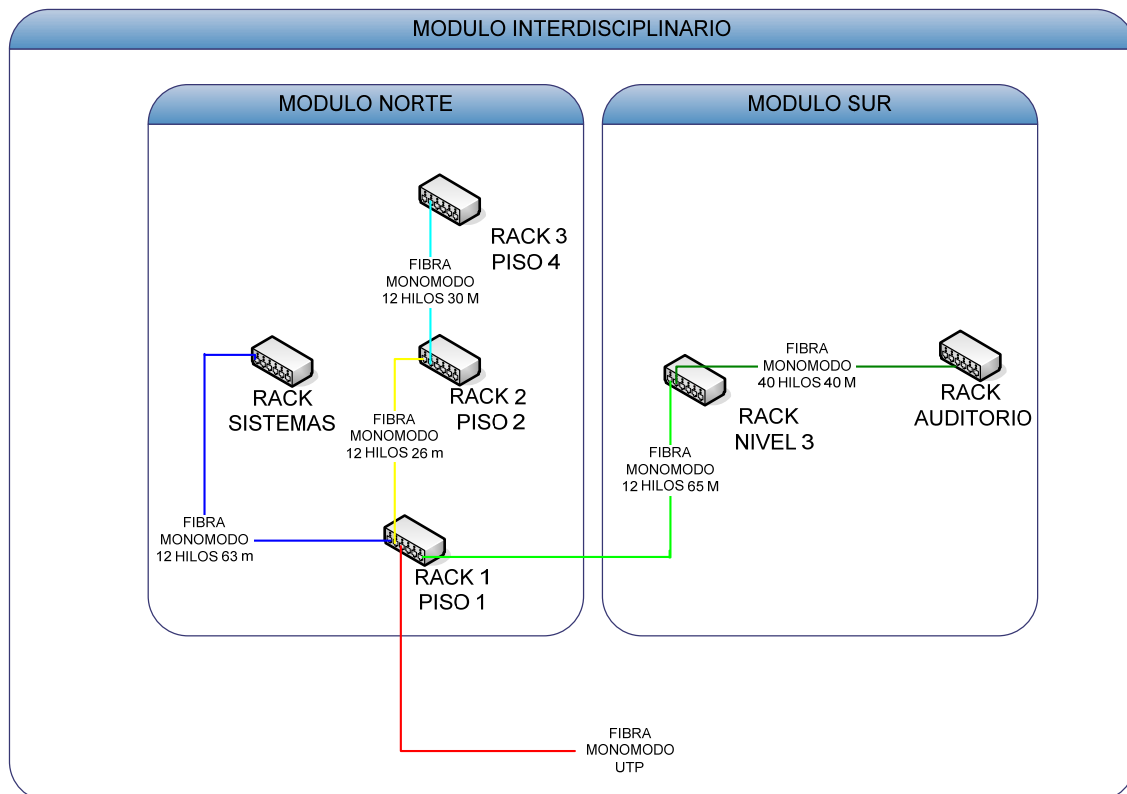 MODULO INTERDISCIPLINARIO
MODULO NORTE
MODULO SUR
RACK 3
PISO 4
FIBRA
MONOMODO
12 HILOS 30 M
RACK
SISTEMAS
RACK 2
PISO 2
FIBRA
MONOMODO
12 HILOS 26 m
FIBRA
MONOMODO
12 HILOS 63 m
RACK 1
PISO 1
FIBRA
MONOMODO
40 HILOS 40 M
RACK
AUDITORIO
RACK
NIVEL 3
FIBRA
MONOMODO
12 HILOS 65 M
FIBRA
MONOMODO
UTP